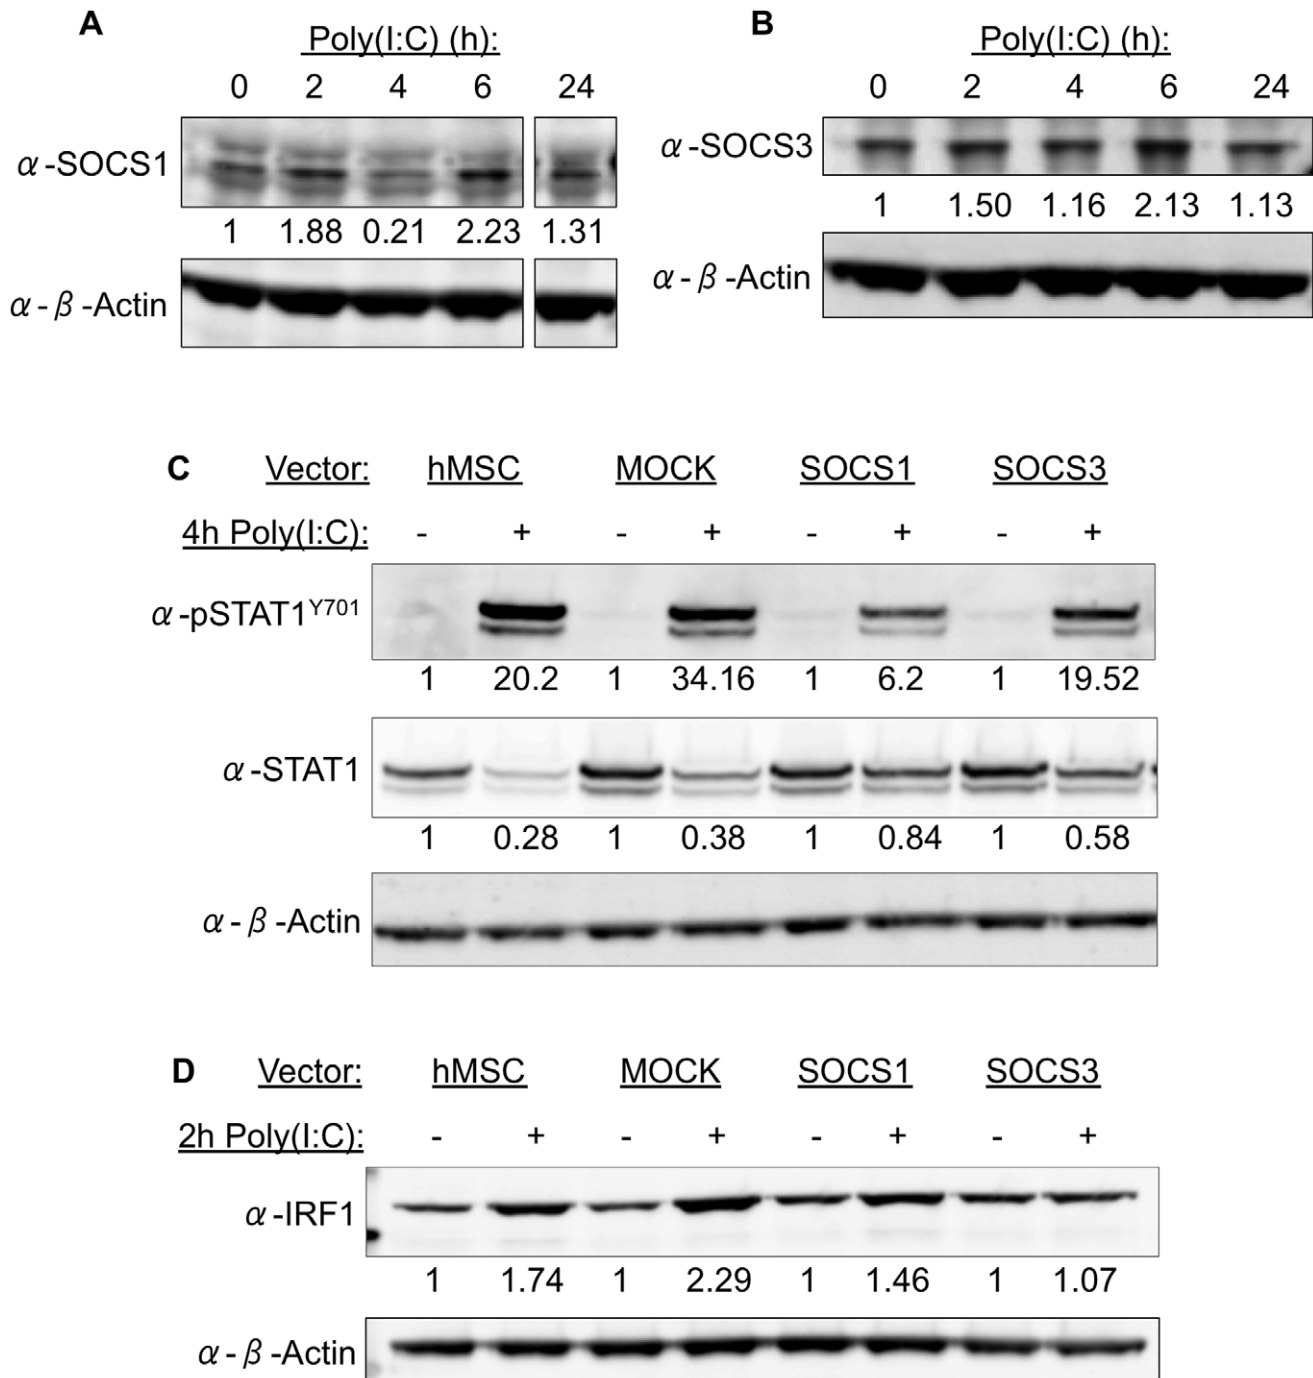 A
Poly(I:C) (h):
0 2 4 6 24
α-SOCS1
1 1.88 0.21 2.23 1.31
α-β-Actin
B
Poly(I:C) (h):
0 2 4 6 24
α-SOCS3
1 1.50 1.16 2.13 1.13
α-β-Actin
C Vector: hMSC MOCK SOCS1 SOCS3
4h Poly(I:C): - + - + - + - +
α-pSTAT1Y701
1 20.2 1 34.16 1 6.2 1 19.52
α-STAT1
1 0.28 1 0.38 1 0.84 1 0.58
α-β-Actin
D Vector: hMSC MOCK SOCS1 SOCS3
2h Poly(I:C): - + - + - + - +
α-IRF1
1 1.74 1 2.29 1 1.46 1 1.07
α-β-Actin